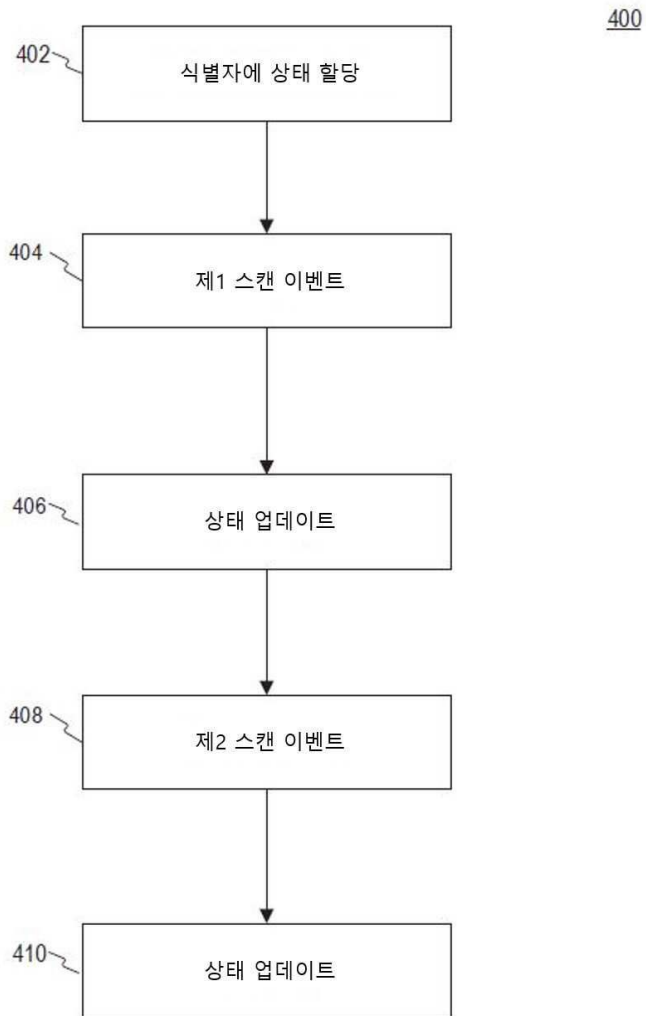 400
402
식별자에 상태 할당
404
제1 스캔 이벤트
406
상태 업데이트
408
제2 스캔 이벤트
410
상태 업데이트